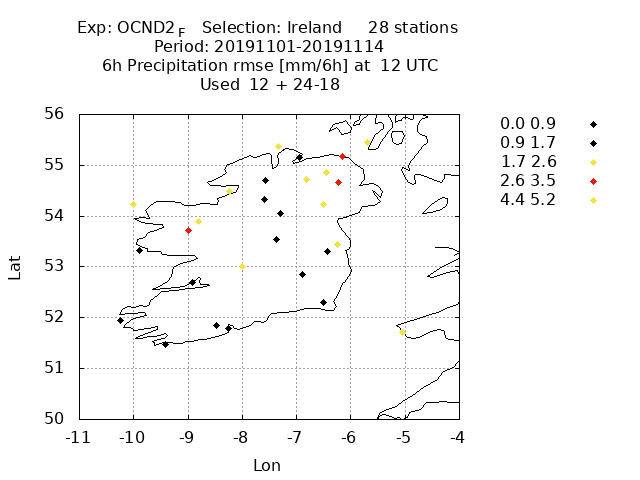 Exp: OCND2_F Selection: Ireland 28 stations
Period: 20191101-20191114
6h Precipitation rmse [mm/6h] at 12 UTC
Used 12 + 24-18
0.0 0.9
0.9 1.7
1.7 2.6
2.6 3.5
4.4 5.2
56
55
54
53
52
51
50
Lat
-11 -10 -9 -8 -7 -6 -5 -4
Lon